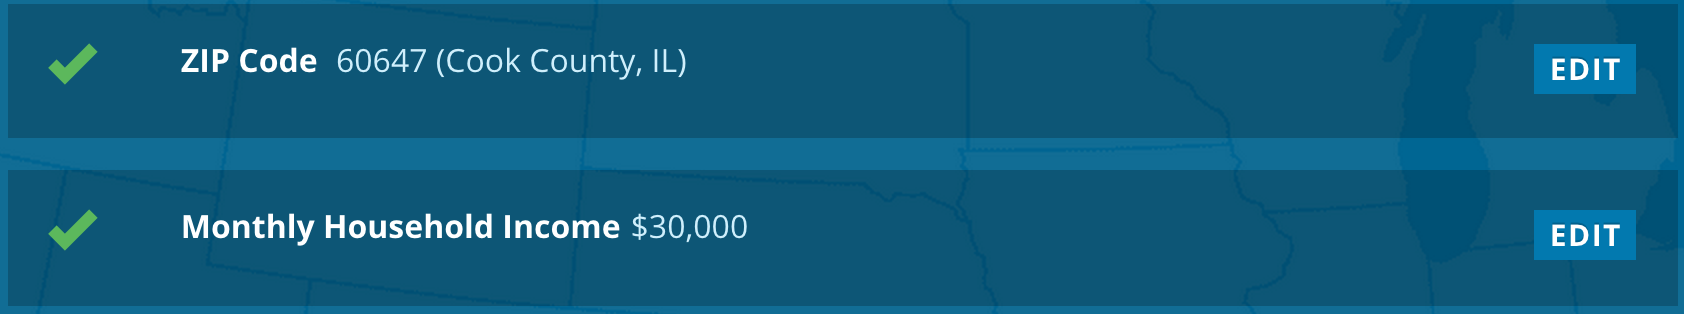 ZIP Code 60647 (Cook County, IL)
EDIT
Monthly Household Income $30,000
EDIT